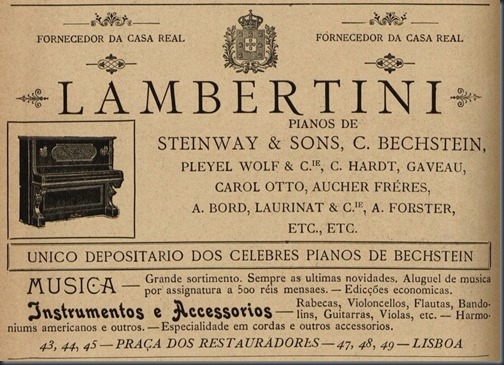 FORNECEDOR DA CASA REAL
FORNECEDOR DA CASA REAL
LAMBERTINI
PIANOS DE
STEINWAY & SONS, C. BECHSTEIN,
PLEYEL WOLF & C.IE, C. HARDT, GAVEAU,
CAROL OTTO, AUCHER FRÉRES,
A. BORD, LAURINAT & C.IE, A. FORSTER,
ETC., ETC.
UNICO DEPOSITARIO DOS CELEBRES PIANOS DE BECHSTEIN
MUSICA — Grande sortimento. Sempre as ultimas novidades. Aluguel de musica
por assignatura a 500 réis mensaes. — Edicções economicas.
Instrumentos e Accessorios — Rabecas, Violoncellos, Flautas, Bando-
lins, Guitarras, Violas, etc. — Harmo-
niums americanos e outros. — Especialidade em cordas e outros accessorios.
43, 44, 45 — PRAÇA DOS RESTAURADORES — 47, 48, 49 — LISBOA